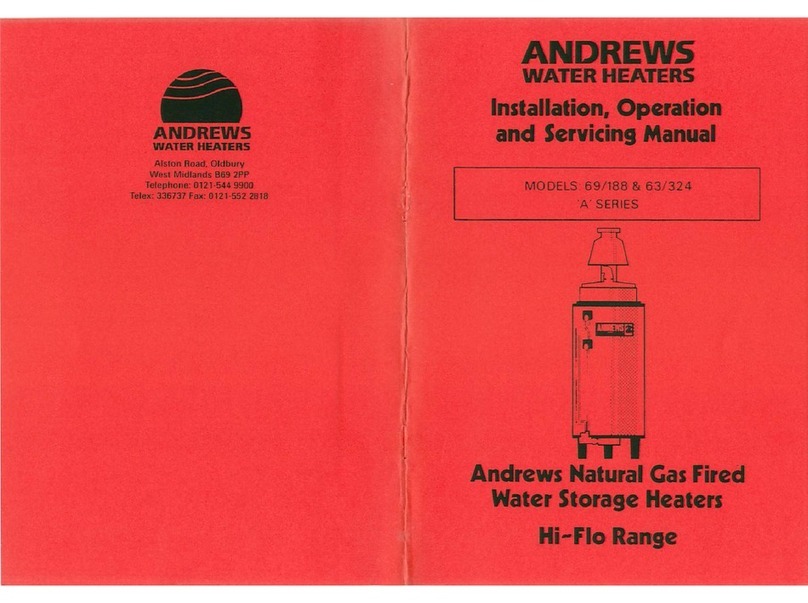 ANDREWS
WATER HEATERS
Alston Road, Oldbury
West Midlands B69 2PP
Telephone: 0121-544 9900
Telex: 336737 Fax: 0121-552 2818
ANDREWS
WATER HEATERS
Installation, Operation
and Servicing Manual
MODELS 69/188 & 63/324
'A' SERIES
Andrews Natural Gas Fired
Water Storage Heaters
Hi-Flo Range